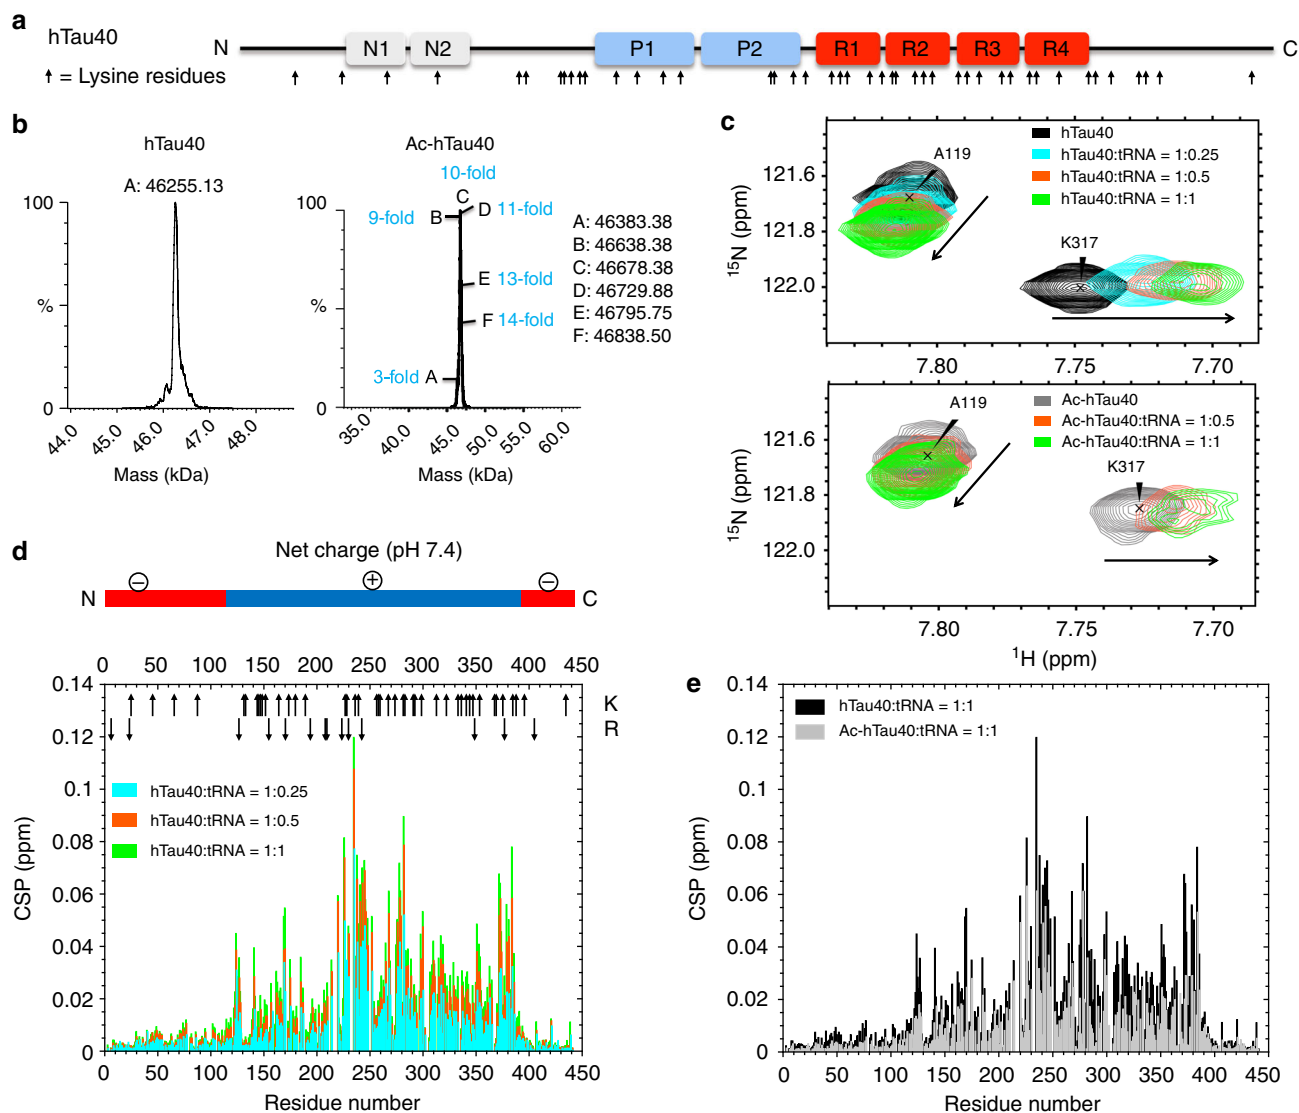 a
hTau40
N
N1
N2
P1
P2
R1
R2
R3
R4
C
= Lysine residues
b
hTau40
A: 46255.13
100
%
0
44.0
45.0
46.0
47.0
48.0
Mass (kDa)
Ac-hTau40
10-fold
C
9-fold
B
D
11-fold
E
13-fold
F
14-fold
3-fold
A
100
%
0
35.0
40.0
45.0
50.0
55.0
60.0
Mass (kDa)
A: 46383.38
B: 46638.38
C: 46678.38
D: 46729.88
E: 46795.75
F: 46838.50
c
hTau40
hTau40:tRNA = 1:0.25
hTau40:tRNA = 1:0.5
hTau40:tRNA = 1:1
A119
K317
121.6
121.8
122.0
15N (ppm)
7.80
7.75
7.70
Ac-hTau40
Ac-hTau40:tRNA = 1:0.5
Ac-hTau40:tRNA = 1:1
A119
K317
121.6
121.8
122.0
15N (ppm)
7.80
7.75
7.70
1H (ppm)
d
Net charge (pH 7.4)
N
−
+
−
C
0
50
100
150
200
250
300
350
400
450
K
R
0.14
0.12
0.1
0.08
0.06
0.04
0.02
0
CSP (ppm)
hTau40:tRNA = 1:0.25
hTau40:tRNA = 1:0.5
hTau40:tRNA = 1:1
0
50
100
150
200
250
300
350
400
450
Residue number
e
0.14
0.12
0.1
0.08
0.06
0.04
0.02
0
CSP (ppm)
hTau40:tRNA = 1:1
Ac-hTau40:tRNA = 1:1
0
50
100
150
200
250
300
350
400
450
Residue number